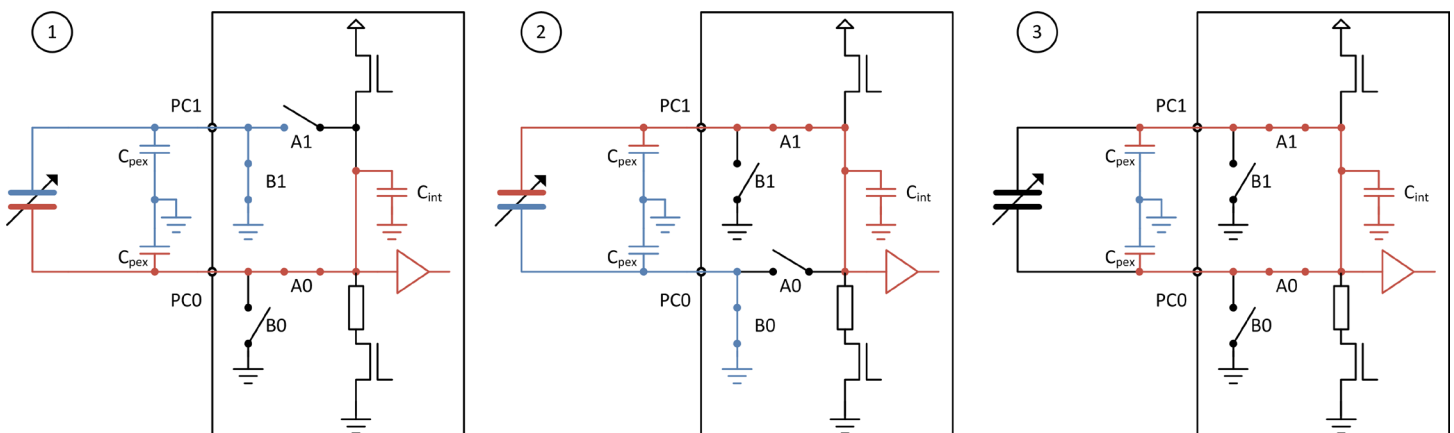 1
PC1
A1
Cpex
B1
Cint
Cpex
PC0
A0
B0
2
PC1
A1
Cpex
B1
Cint
Cpex
PC0
A0
B0
3
PC1
A1
Cpex
B1
Cint
Cpex
PC0
A0
B0